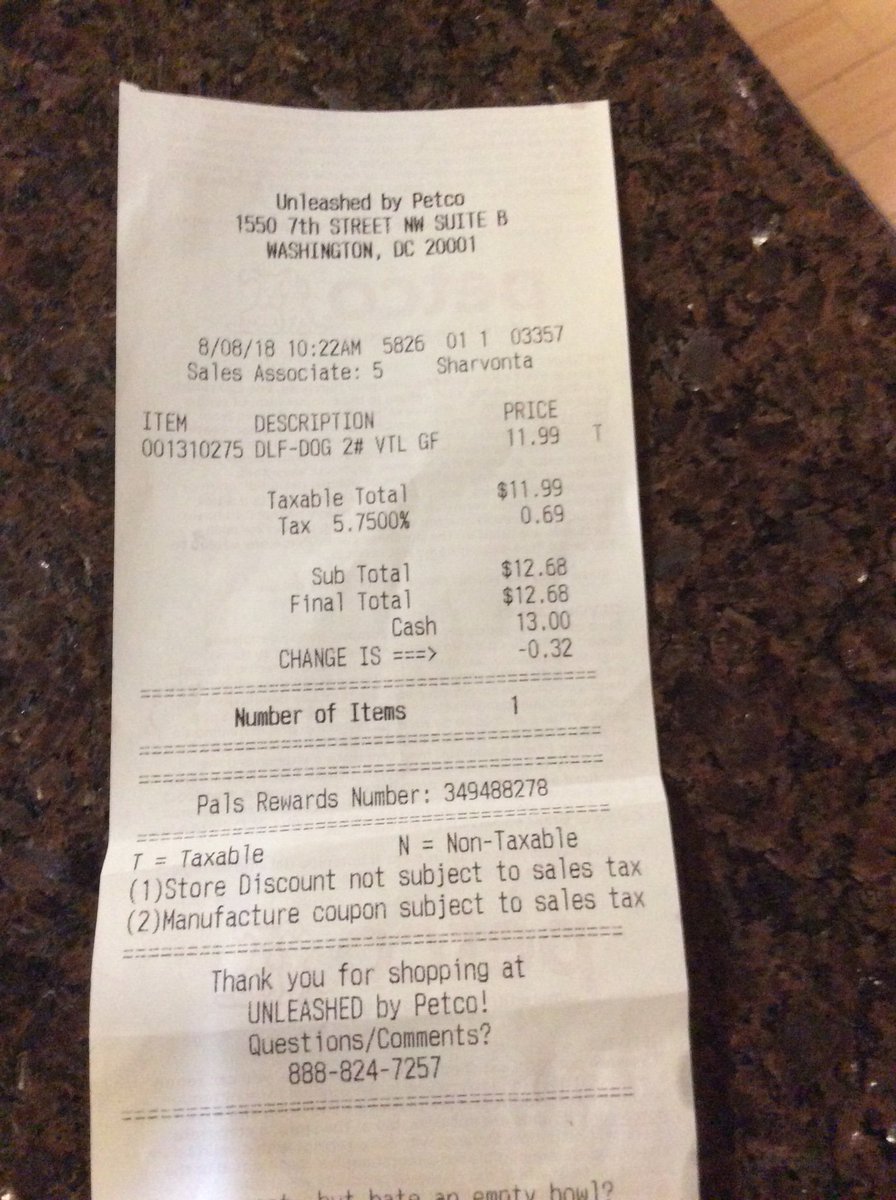 Unleashed by Petco
1550 7th STREET NW SUITE B
WASHINGTON, DC 20001
8/08/18 10:22AM 5826 01 1 03357
Sales Associate: 5 Sharvonta
ITEM DESCRIPTION PRICE
001310275 DLF-DOG 2# VTL GF 11.99 T
Taxable Total $11.99
Tax 5.7500% 0.69
Sub Total $12.68
Final Total $12.68
Cash 13.00
CHANGE IS ===> -0.32
Number of Items 1
Pals Rewards Number: 349488278
T = Taxable N = Non-Taxable
(1)Store Discount not subject to sales tax
(2)Manufacture coupon subject to sales tax
Thank you for shopping at
UNLEASHED by Petco!
Questions/Comments?
888-824-7257
but hate an empty bowl?